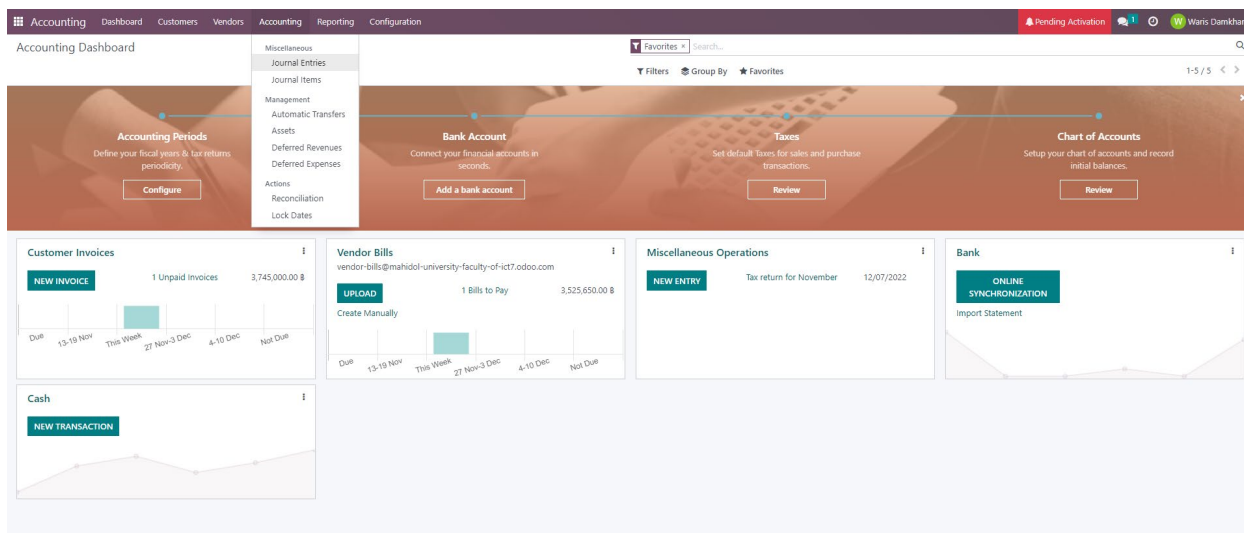 Accounting Dashboard Customers Vendors Accounting Reporting Configuration Pending Activation 1 W Waris Damkhar
Accounting Dashboard
Favorites × Search...
Filters Group By Favorites 1-5 / 5
Miscellaneous
Journal Entries
Journal Items
Management
Automatic Transfers
Assets
Deferred Revenues
Deferred Expenses
Actions
Reconciliation
Lock Dates
Accounting Periods
Define your fiscal years & tax returns
periodicity.
Configure
Bank Account
Connect your financial accounts in
seconds.
Add a bank account
Taxes
Set default Taxes for sales and purchase
transactions.
Review
Chart of Accounts
Setup your chart of accounts and record
initial balances.
Review
Customer Invoices
NEW INVOICE 1 Unpaid Invoices 3,745,000.00 ฿
Due 13-19 Nov This Week 27 Nov-3 Dec 4-10 Dec Not Due
Vendor Bills
vendor-bills@mahidol-university-faculty-of-ict7.odoo.com
UPLOAD 1 Bills to Pay 3,525,650.00 ฿
Create Manually
Due 13-19 Nov This Week 27 Nov-3 Dec 4-10 Dec Not Due
Miscellaneous Operations
NEW ENTRY Tax return for November 12/07/2022
Bank
ONLINE
SYNCHRONIZATION
Import Statement
Cash
NEW TRANSACTION